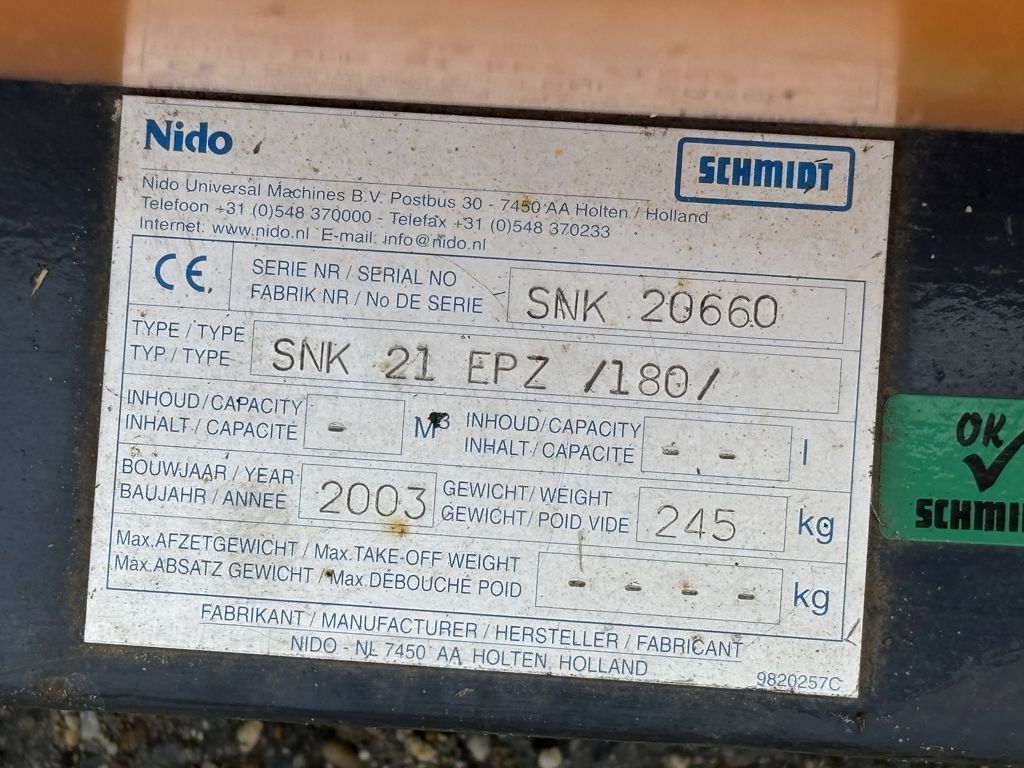 Nido
SCHMIDT
Nido Universal Machines B.V. Postbus 30 - 7450 AA Holten / Holland
Telefoon +31 (0)548 370000 - Telefax +31 (0)548 370233
Internet: www.nido.nl E-mail: info@nido.nl
CE
SERIE NR / SERIAL NO
FABRIK NR / No DE SERIE
SNK 20660
TYPE / TYPE
TYP. / TYPE
SNK 21 EPZ /180/
INHOUD / CAPACITY
INHALT / CAPACITÉ
-
M3
INHOUD / CAPACITY
INHALT / CAPACITÉ
- -
l
BOUWJAAR / YEAR
BAUJAHR / ANNEÉ
2003
GEWICHT / WEIGHT
GEWICHT / POID VIDE
245
kg
Max.AFZETGEWICHT / Max.TAKE-OFF WEIGHT
Max.ABSATZ GEWICHT / Max.DÉBOUCHÉ POID
- - - -
kg
FABRIKANT / MANUFACTURER / HERSTELLER / FABRICANT
NIDO - NL 7450 AA HOLTEN, HOLLAND
9820257C
OK
SCHMI